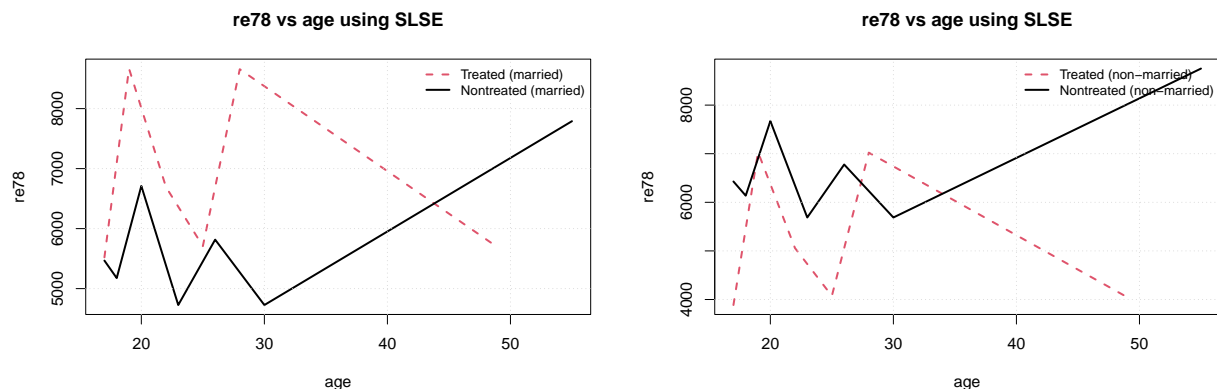 re78 vs age using SLSE
Treated (married)
Nontreated (married)
8000
7000
6000
5000
re78
20
30
40
50
age
re78 vs age using SLSE
Treated (non−married)
Nontreated (non−married)
8000
6000
4000
re78
20
30
40
50
age